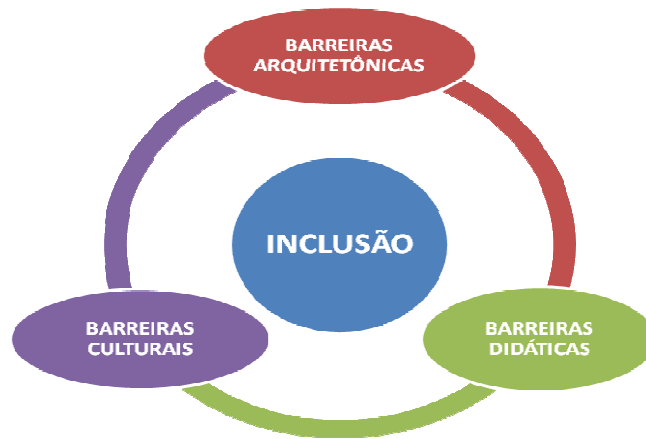 BARREIRAS
ARQUITETÔNICAS
INCLUSÃO
BARREIRAS
CULTURAIS
BARREIRAS
DIDÁTICAS